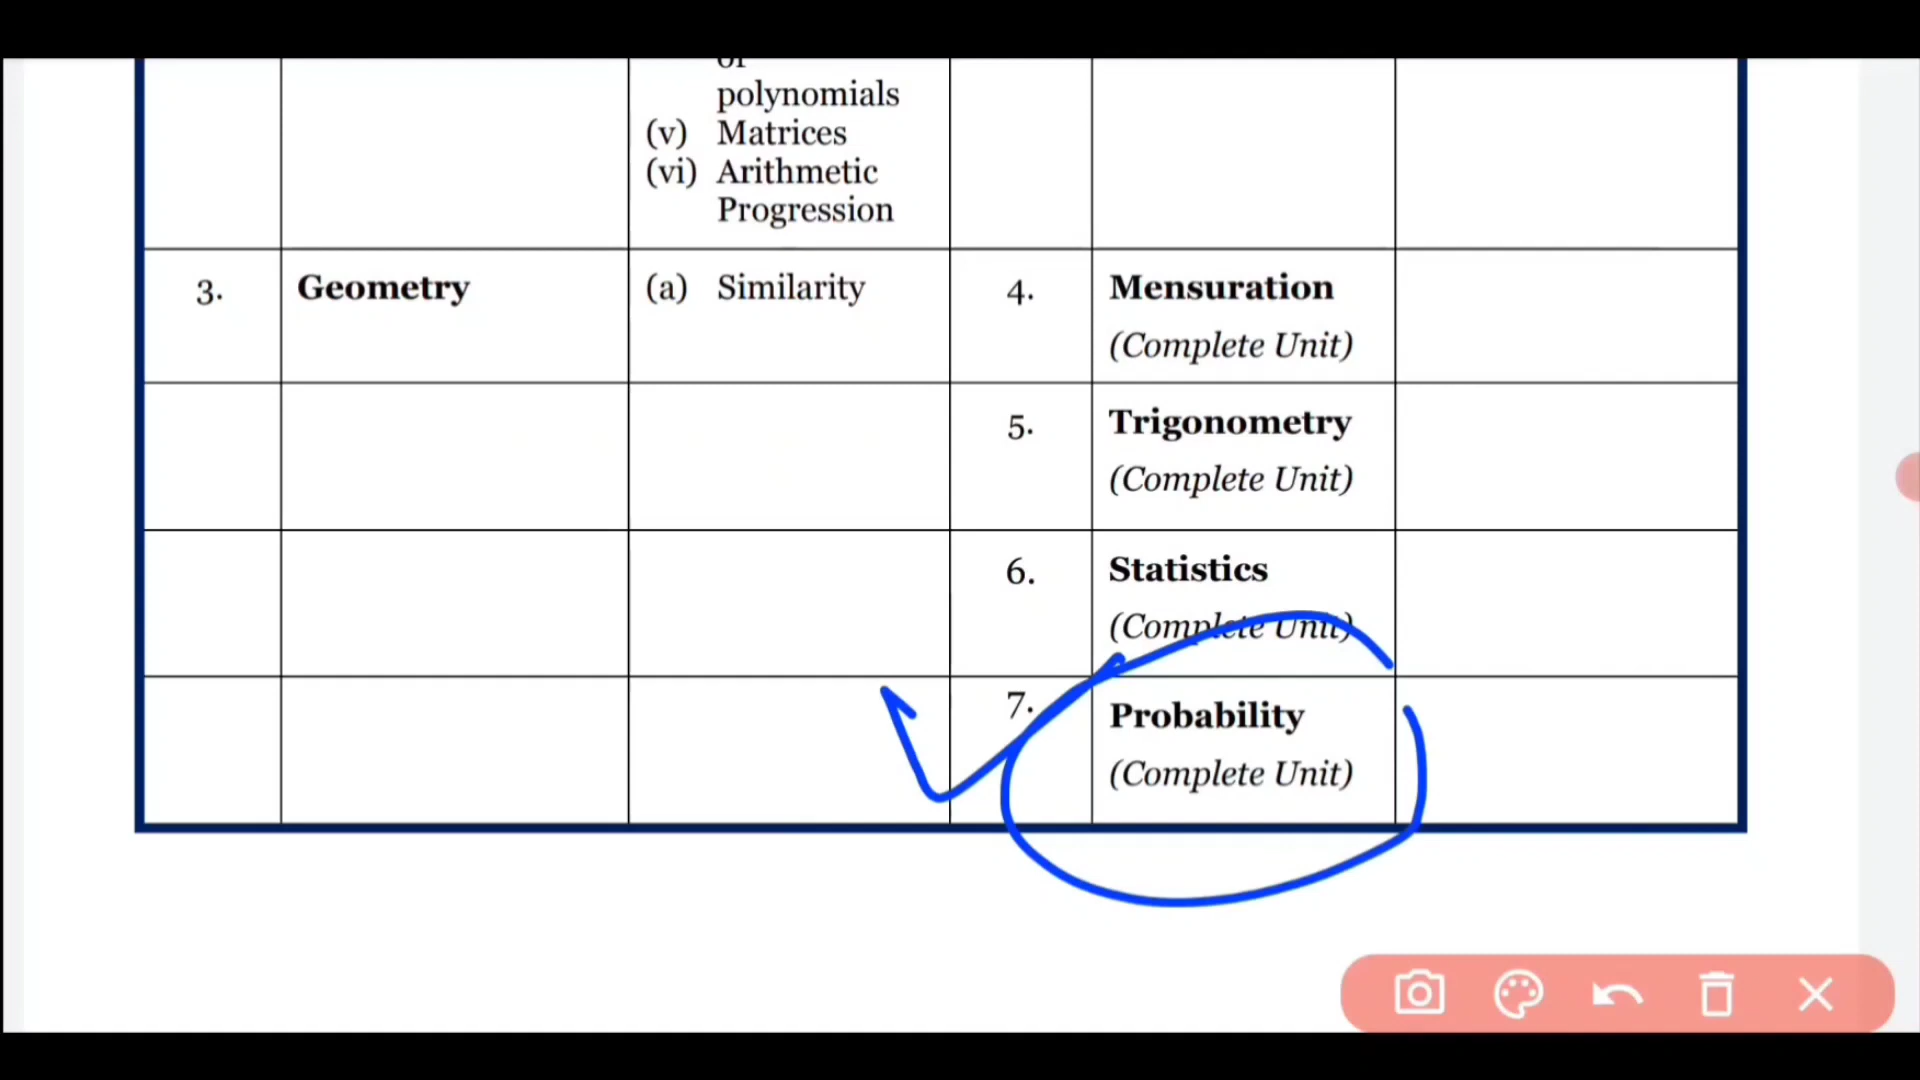 polynomials
(v) Matrices
(vi) Arithmetic
Progression
3. Geometry (a) Similarity 4. Mensuration
(Complete Unit)
5. Trigonometry
(Complete Unit)
6. Statistics
(Complete Unit)
7. Probability
(Complete Unit)